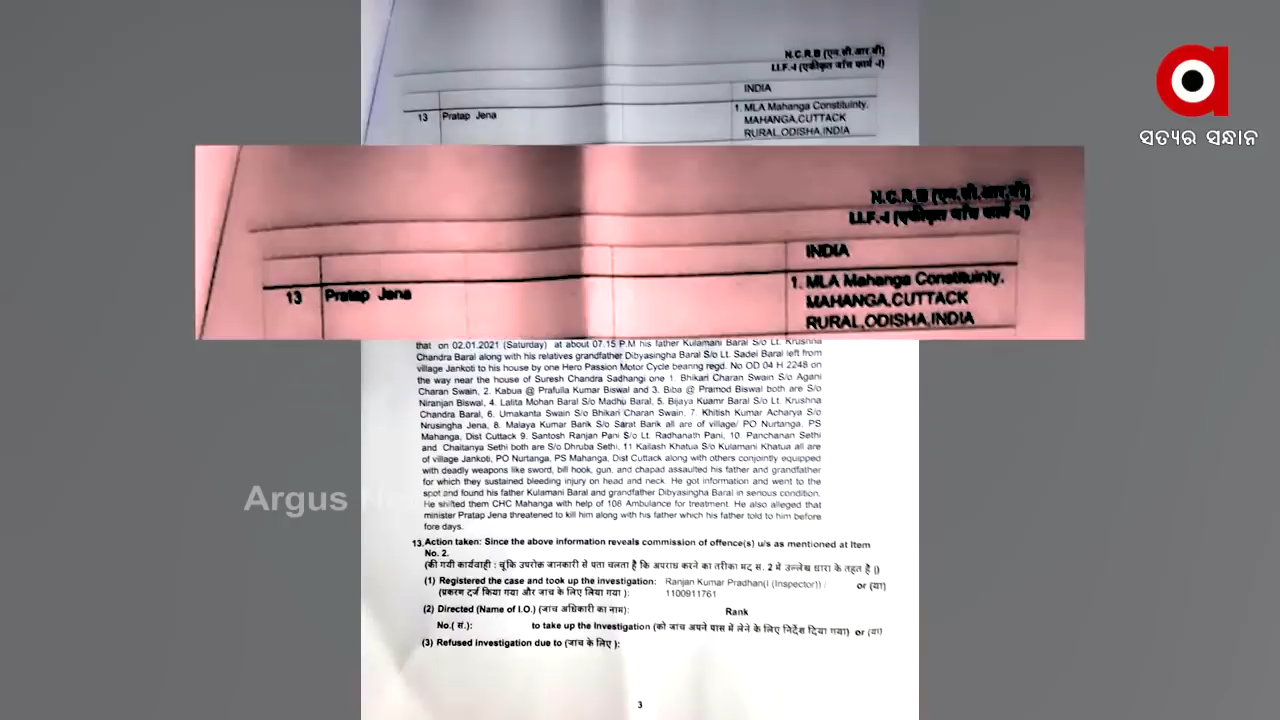 N.C.R.B (एन.सी.आर.बी)
I.I.F.-I (एकीकृत जाँच फार्म -I)
INDIA
13 Pratap Jena 1. MLA Mahanga Constituinty,
MAHANGA,CUTTACK
RURAL,ODISHA,INDIA
ସତ୍ୟର ସନ୍ଧାନ
N.C.R.B (एन.सी.आर.बी)
I.I.F.-I (एकीकृत जाँच फार्म -I)
INDIA
13 Pratap Jena 1. MLA Mahanga Constituinty,
MAHANGA,CUTTACK
RURAL,ODISHA,INDIA
that on 02.01.2021 (Saturday) at about 07.15 P.M his father Kulamani Baral S/o Lt. Krushna
Chandra Baral along with his relatives grandfather Dibyasingha Baral S/o Lt. Sadei Baral left from
village Jankoti to his house by one Hero Passion Motor Cycle bearing regd. No OD 04 H 2248 on
the way near the house of Suresh Chandra Sadhangi one 1. Bhikari Charan Swain S/o Agani
Charan Swain, 2. Kabua @ Prafulla Kumar Biswal and 3. Biba @ Pramod Biswal both are S/o
Niranjan Biswal, 4. Lalita Mohan Baral S/o Madhu Baral, 5. Bijaya Kuamr Baral S/o Lt. Krushna
Chandra Baral, 6. Umakanta Swain S/o Bhikari Charan Swain, 7. Khitish Kumar Acharya S/o
Nrusingha Jena, 8. Malaya Kumar Barik S/o Sarat Barik all are of village/ PO Nurtanga, PS
Mahanga, Dist Cuttack 9. Santosh Ranjan Pani S/o Lt. Radhanath Pani, 10. Panchanan Sethi
and Chaitanya Sethi both are S/o Dhruba Sethi, 11 Kailash Khatua S/o Kulamani Khatua all are
of village Jankoti, PO Nurtanga, PS Mahanga, Dist Cuttack along with others conjointly equipped
with deadly weapons like sword, bill hook, gun, and chapad assaulted his father and grandfather
for which they sustained bleeding injury on head and neck. He got information and went to the
spot and found his father Kulamani Baral and grandfather Dibyasingha Baral in serious condition.
He shifted them CHC Mahanga with help of 108 Ambulance for treatment. He also alleged that
minister Pratap Jena threatened to kill him along with his father which his father told to him before
fore days.
Argus
13. Action taken: Since the above information reveals commission of offence(s) u/s as mentioned at Item
No. 2.
(की गयी कार्यवाही : चूंकि उपरोक्त जानकारी से पता चलता है कि अपराध करने का तरीका मद सं. 2 में उल्लेख धारा के तहत है |)
(1) Registered the case and took up the investigation: Ranjan Kumar Pradhan(I (Inspector)) / or (या)
(प्रकरण दर्ज किया गया और जांच के लिए लिया गया ): 1100911761
(2) Directed (Name of I.O.) (जांच अधिकारी का नाम): Rank
No.( सं.): to take up the Investigation (को जांच अपने पास में लेने के लिए निर्देश दिया गया) or (या)
(3) Refused investigation due to (जांच के लिए ):
3